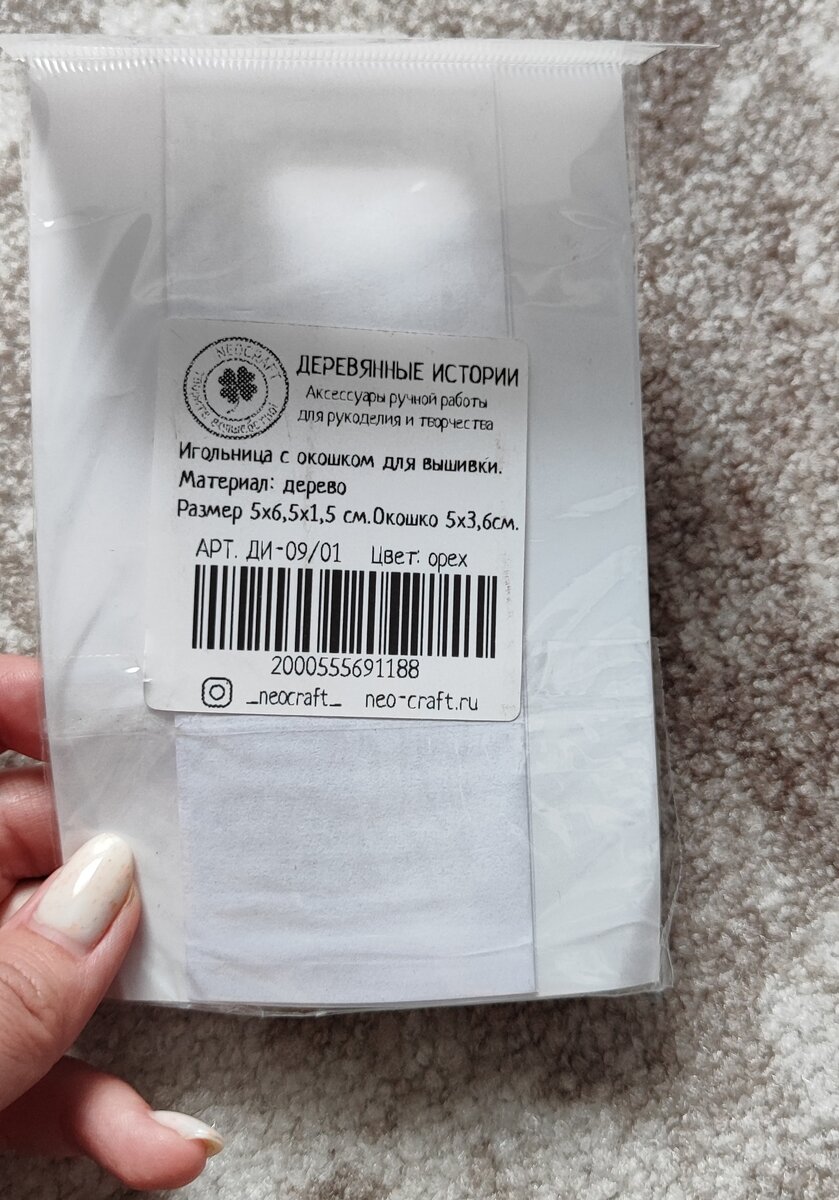 NEOCRAFT
ДЕРЕВЯННЫЕ ИСТОРИИ
Аксессуары ручной работы
для рукоделия и творчества
Игольница с окошком для вышивки.
Материал: дерево
Размер 5х6,5х1,5 см.Окошко 5х3,6см.
АРТ. ДИ-09/01 Цвет: орех
2000555691188
_neocraft_ neo-craft.ru